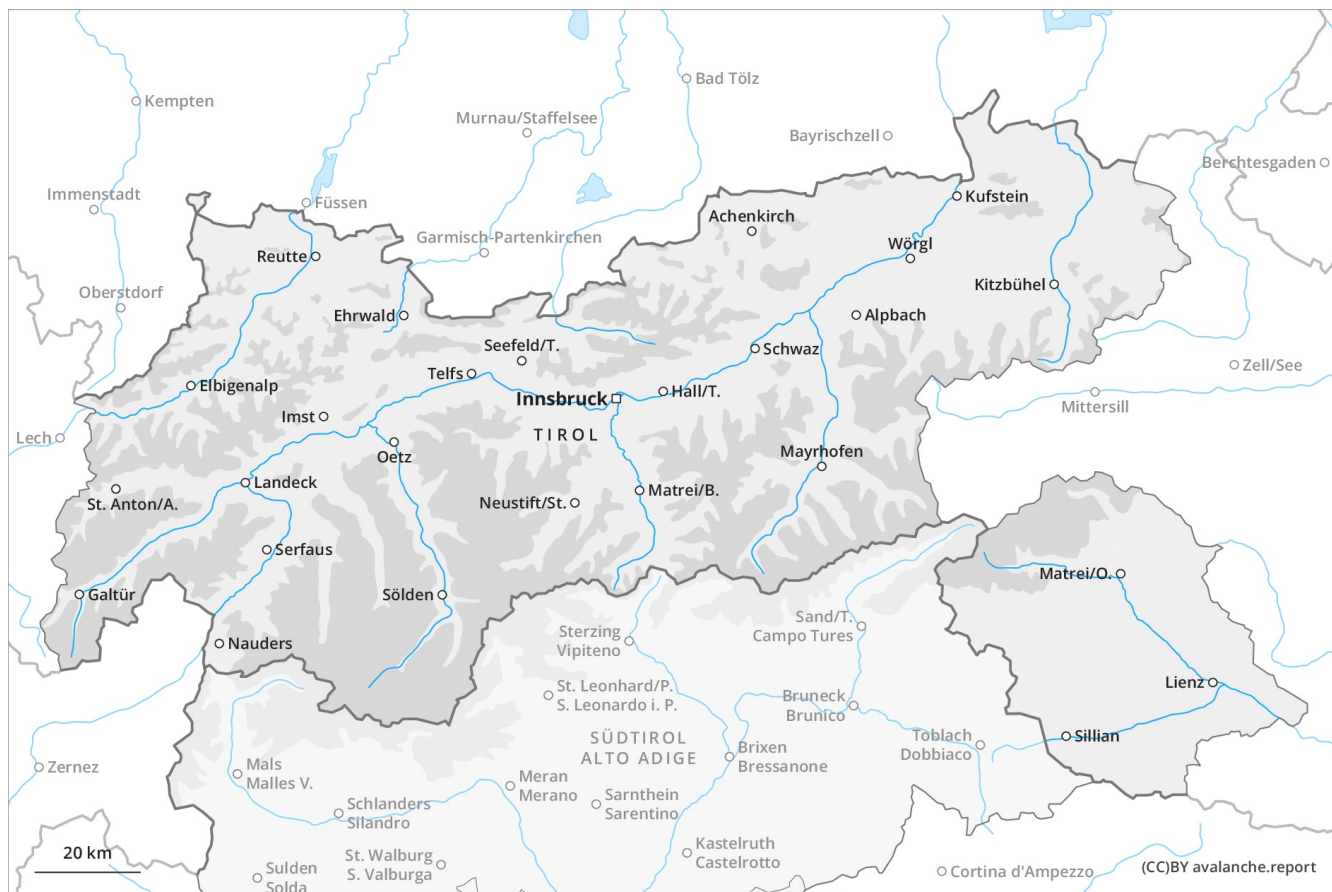 Bad Tölz
Kempten
Murnau/Staffelsee
Bayrischzell
Berchtesgaden
Immenstadt
Füssen
Kufstein
Achenkirch
Garmisch-Partenkirchen
Wörgl
Reutte
Kitzbühel
Oberstdorf
Ehrwald
Alpbach
Seefeld/T.
Schwaz
Zell/See
Telfs
Elbigenalp
Hall/T.
Innsbruck
Mittersill
Imst
TIROL
Lech
Oetz
Mayrhofen
Landeck
Matrei/B.
St. Anton/A.
Neustift/St.
Serfaus
Matrei/O.
Galtür
Sölden
Sand/T.
Campo Tures
Sterzing
Vipiteno
Nauders
Lienz
St. Leonhard/P.
S. Leonardo i. P.
Bruneck
Brunico
SÜDTIROL
ALTO ADIGE
Toblach
Dobbiaco
Sillian
Brixen
Bressanone
Zernez
Mals
Malles V.
Meran
Merano
Sarnthein
Sarentino
Schlanders
Silandro
Kastelruth
Castelrotto
20 km
St. Walburg
S. Valburga
Sulden
Solda
Cortina d'Ampezzo
(CC)BY avalanche.report